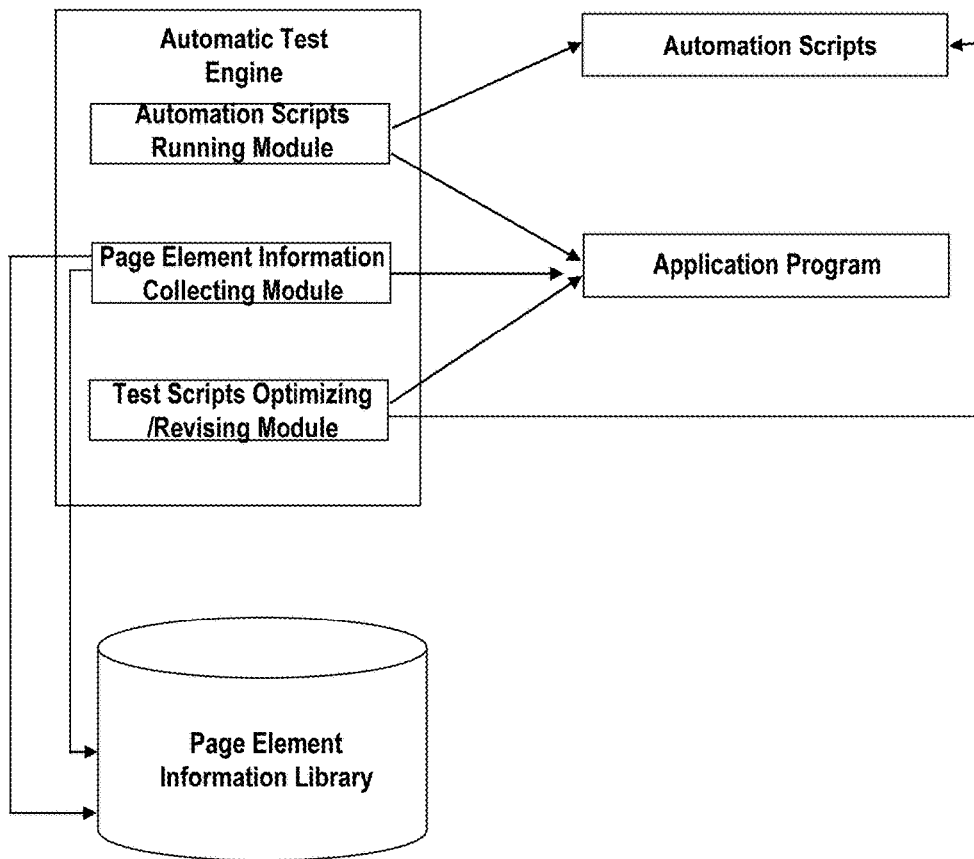 Automatic Test
Engine
Automation Scripts
Running Module
Page Element Information
Collecting Module
Test Scripts Optimizing
/Revising Module
Automation Scripts
Application Program
Page Element
Information Library